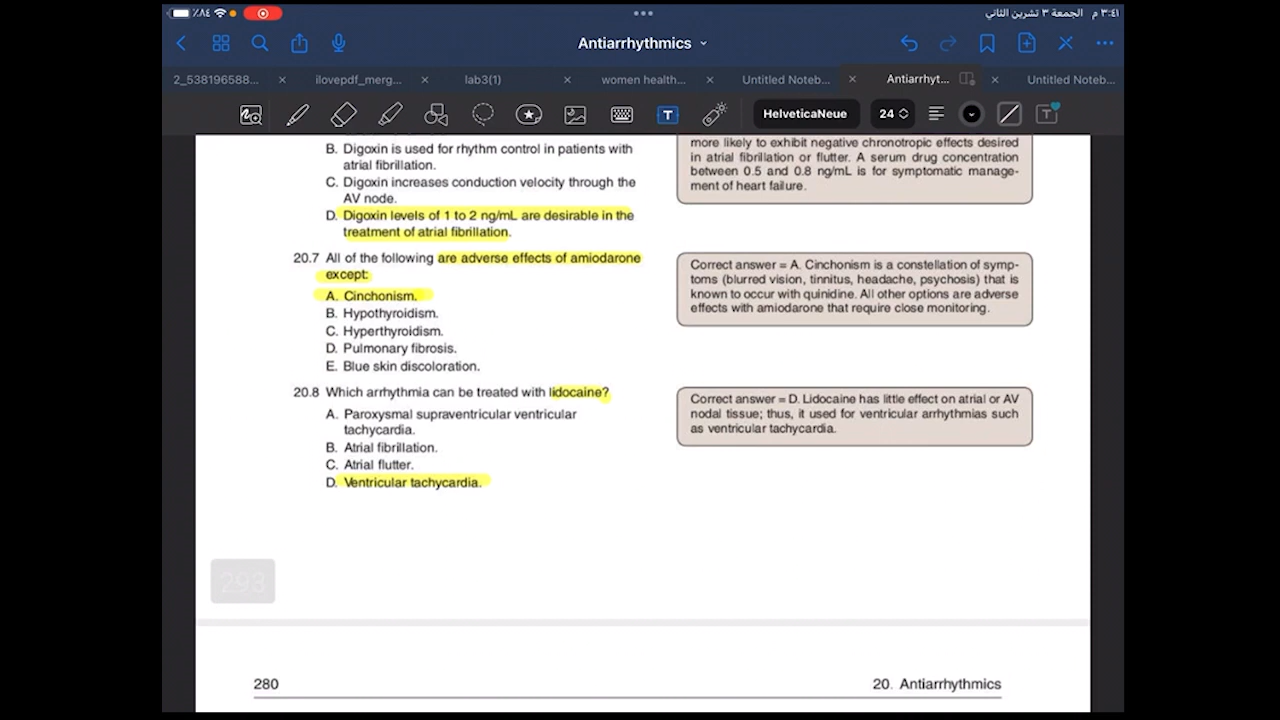 ٪٨٤
٣:٤١ م الجمعة ٣ تشرين الثاني
Antiarrhythmics
2_538196588...
ilovepdf_merg...
lab3(1)
women health...
Untitled Noteb...
Antiarrhyt...
Untitled Noteb...
T
HelveticaNeue
24
T
B. Digoxin is used for rhythm control in patients with
atrial fibrillation.
C. Digoxin increases conduction velocity through the
AV node.
D. Digoxin levels of 1 to 2 ng/mL are desirable in the
treatment of atrial fibrillation.
more likely to exhibit negative chronotropic effects desired
in atrial fibrillation or flutter. A serum drug concentration
between 0.5 and 0.8 ng/mL is for symptomatic manage-
ment of heart failure.
20.7 All of the following are adverse effects of amiodarone
except:
A. Cinchonism.
B. Hypothyroidism.
C. Hyperthyroidism.
D. Pulmonary fibrosis.
E. Blue skin discoloration.
Correct answer = A. Cinchonism is a constellation of symp-
toms (blurred vision, tinnitus, headache, psychosis) that is
known to occur with quinidine. All other options are adverse
effects with amiodarone that require close monitoring.
20.8 Which arrhythmia can be treated with lidocaine?
A. Paroxysmal supraventricular ventricular
tachycardia.
B. Atrial fibrillation.
C. Atrial flutter.
D. Ventricular tachycardia.
Correct answer = D. Lidocaine has little effect on atrial or AV
nodal tissue; thus, it used for ventricular arrhythmias such
as ventricular tachycardia.
293
280
20. Antiarrhythmics